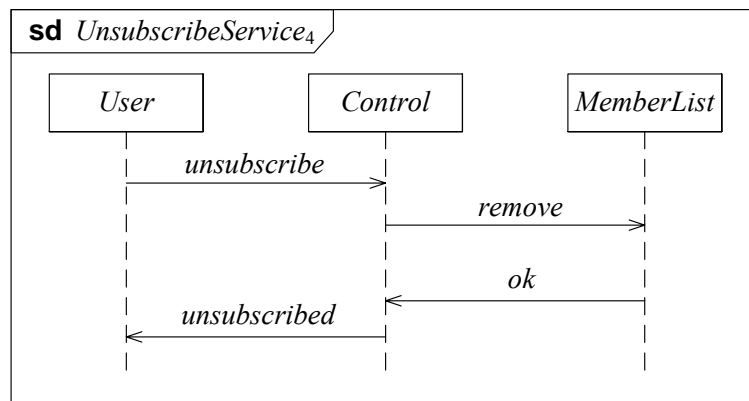 sd UnsubscribeService₄
User
Control
MemberList
unsubscribe
remove
ok
unsubscribed